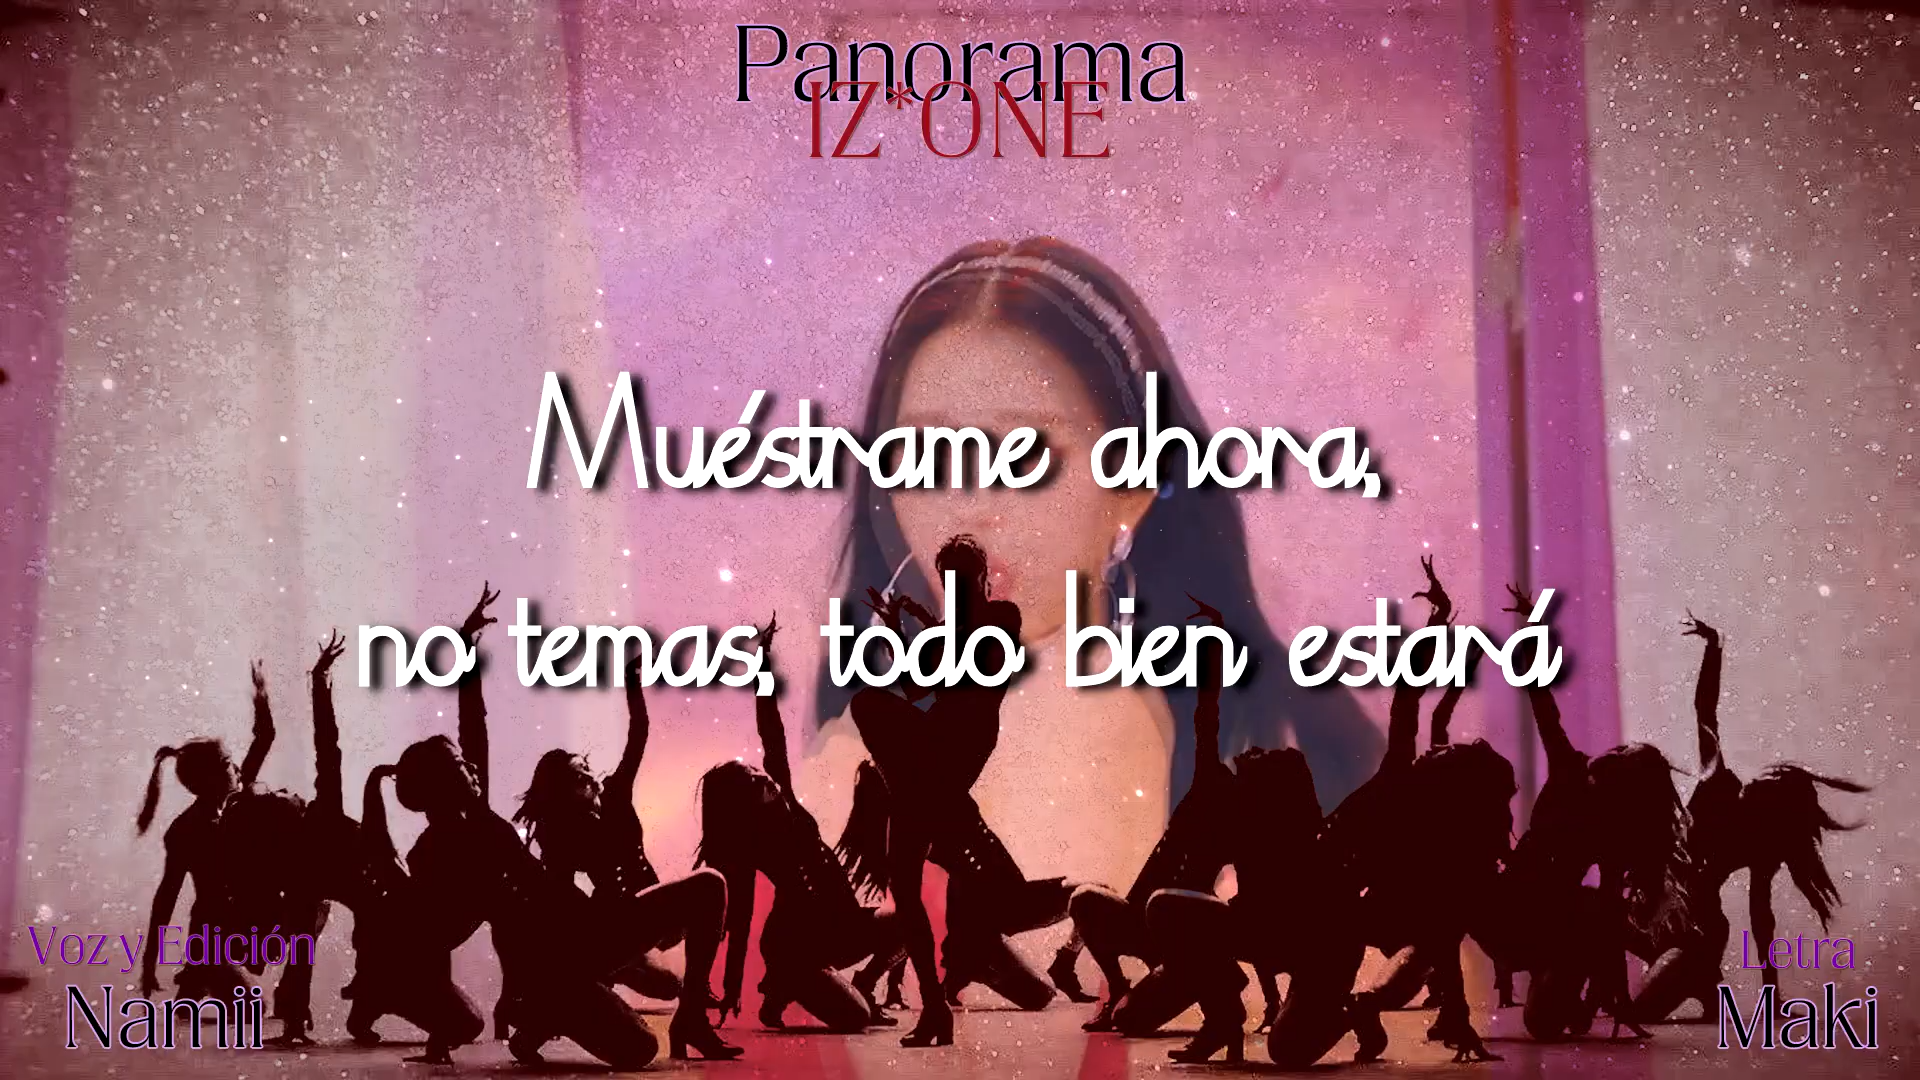 Panorama
IZ*ONE
Muéstrame ahora,
no temas, todo bien estará
Voz y Edición
Namii
Letra
Maki